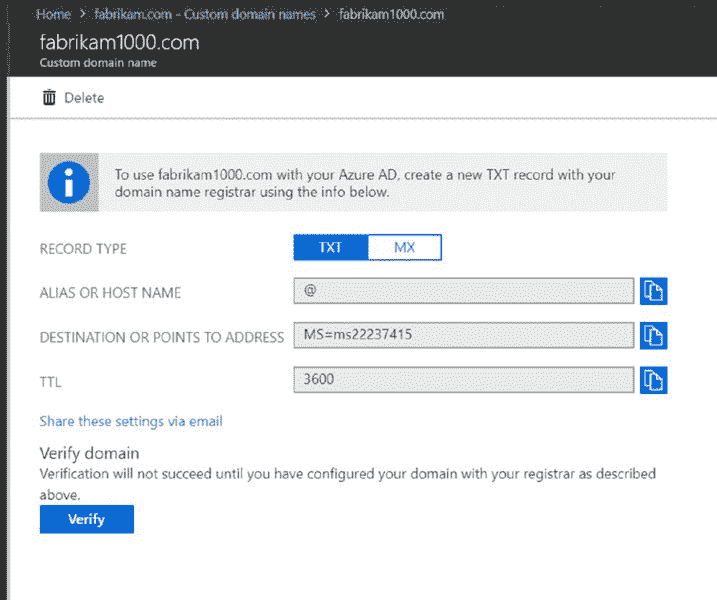 Home > fabrikam.com - Custom domain names > fabrikam1000.com
fabrikam1000.com
Custom domain name
Delete
To use fabrikam1000.com with your Azure AD, create a new TXT record with your
domain name registrar using the info below.
RECORD TYPE TXT MX
ALIAS OR HOST NAME @
DESTINATION OR POINTS TO ADDRESS MS=ms22237415
TTL 3600
Share these settings via email
Verify domain
Verification will not succeed until you have configured your domain with your registrar as described
above.
Verify